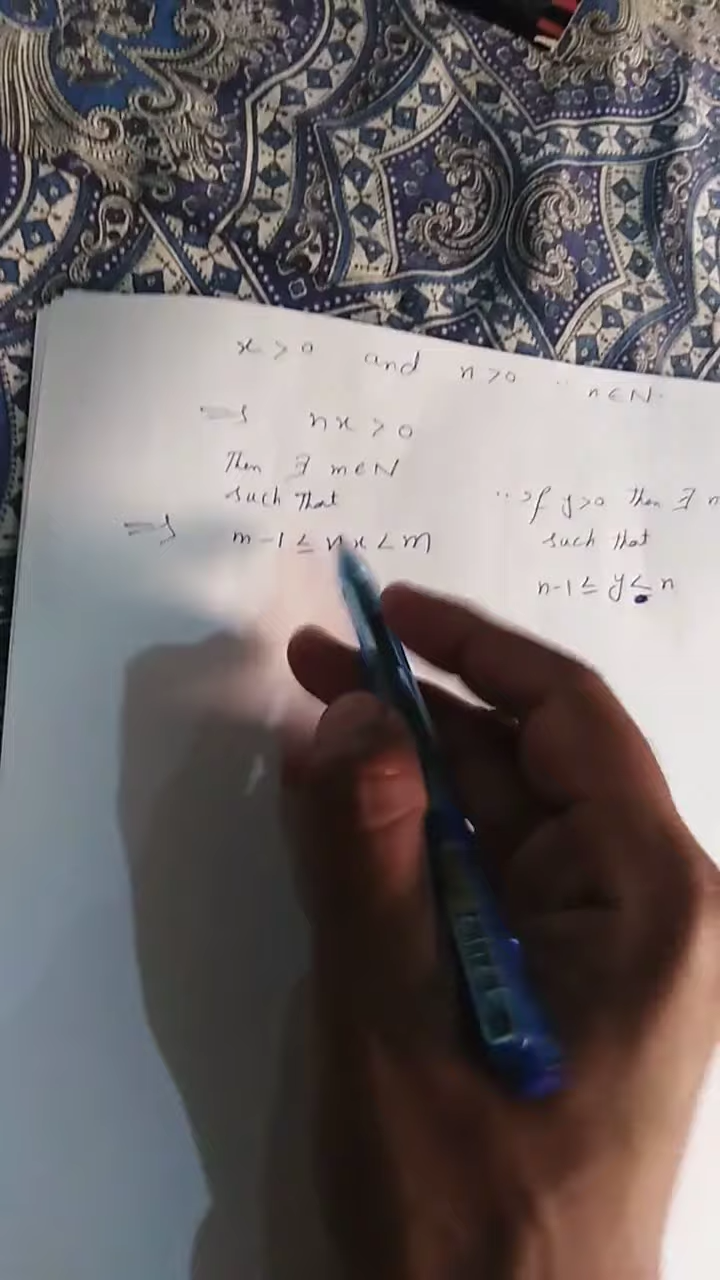 x > 0 and n > 0 ∵ n ∈ N.
⇒ nx > 0
Then ∃ m ∈ N
such that
⇒ m - 1 ≤ nx < m
∵ If y > 0 then ∃ n
such that
n - 1 ≤ y < n